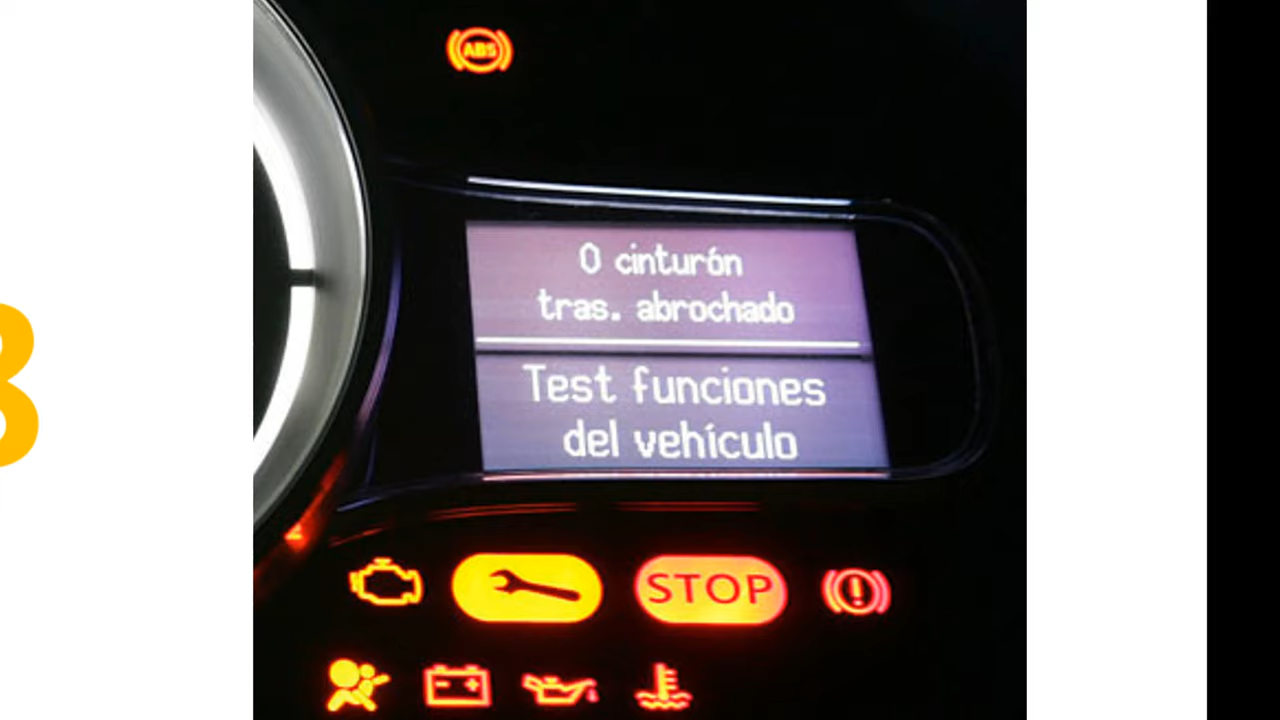 ABS
0 cinturón
tras. abrochado
Test funciones
del vehículo
STOP